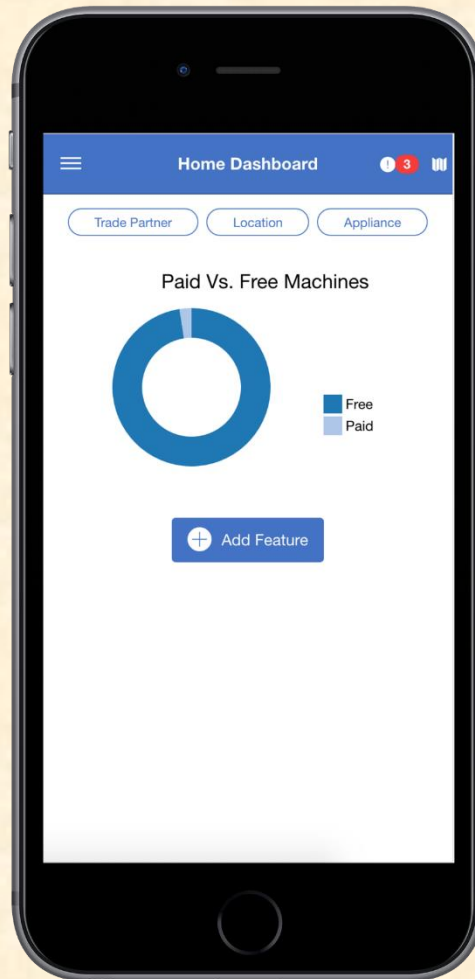 Home Dashboard
! 3
Trade Partner Location Appliance
Paid Vs. Free Machines
Free
Paid
Add Feature